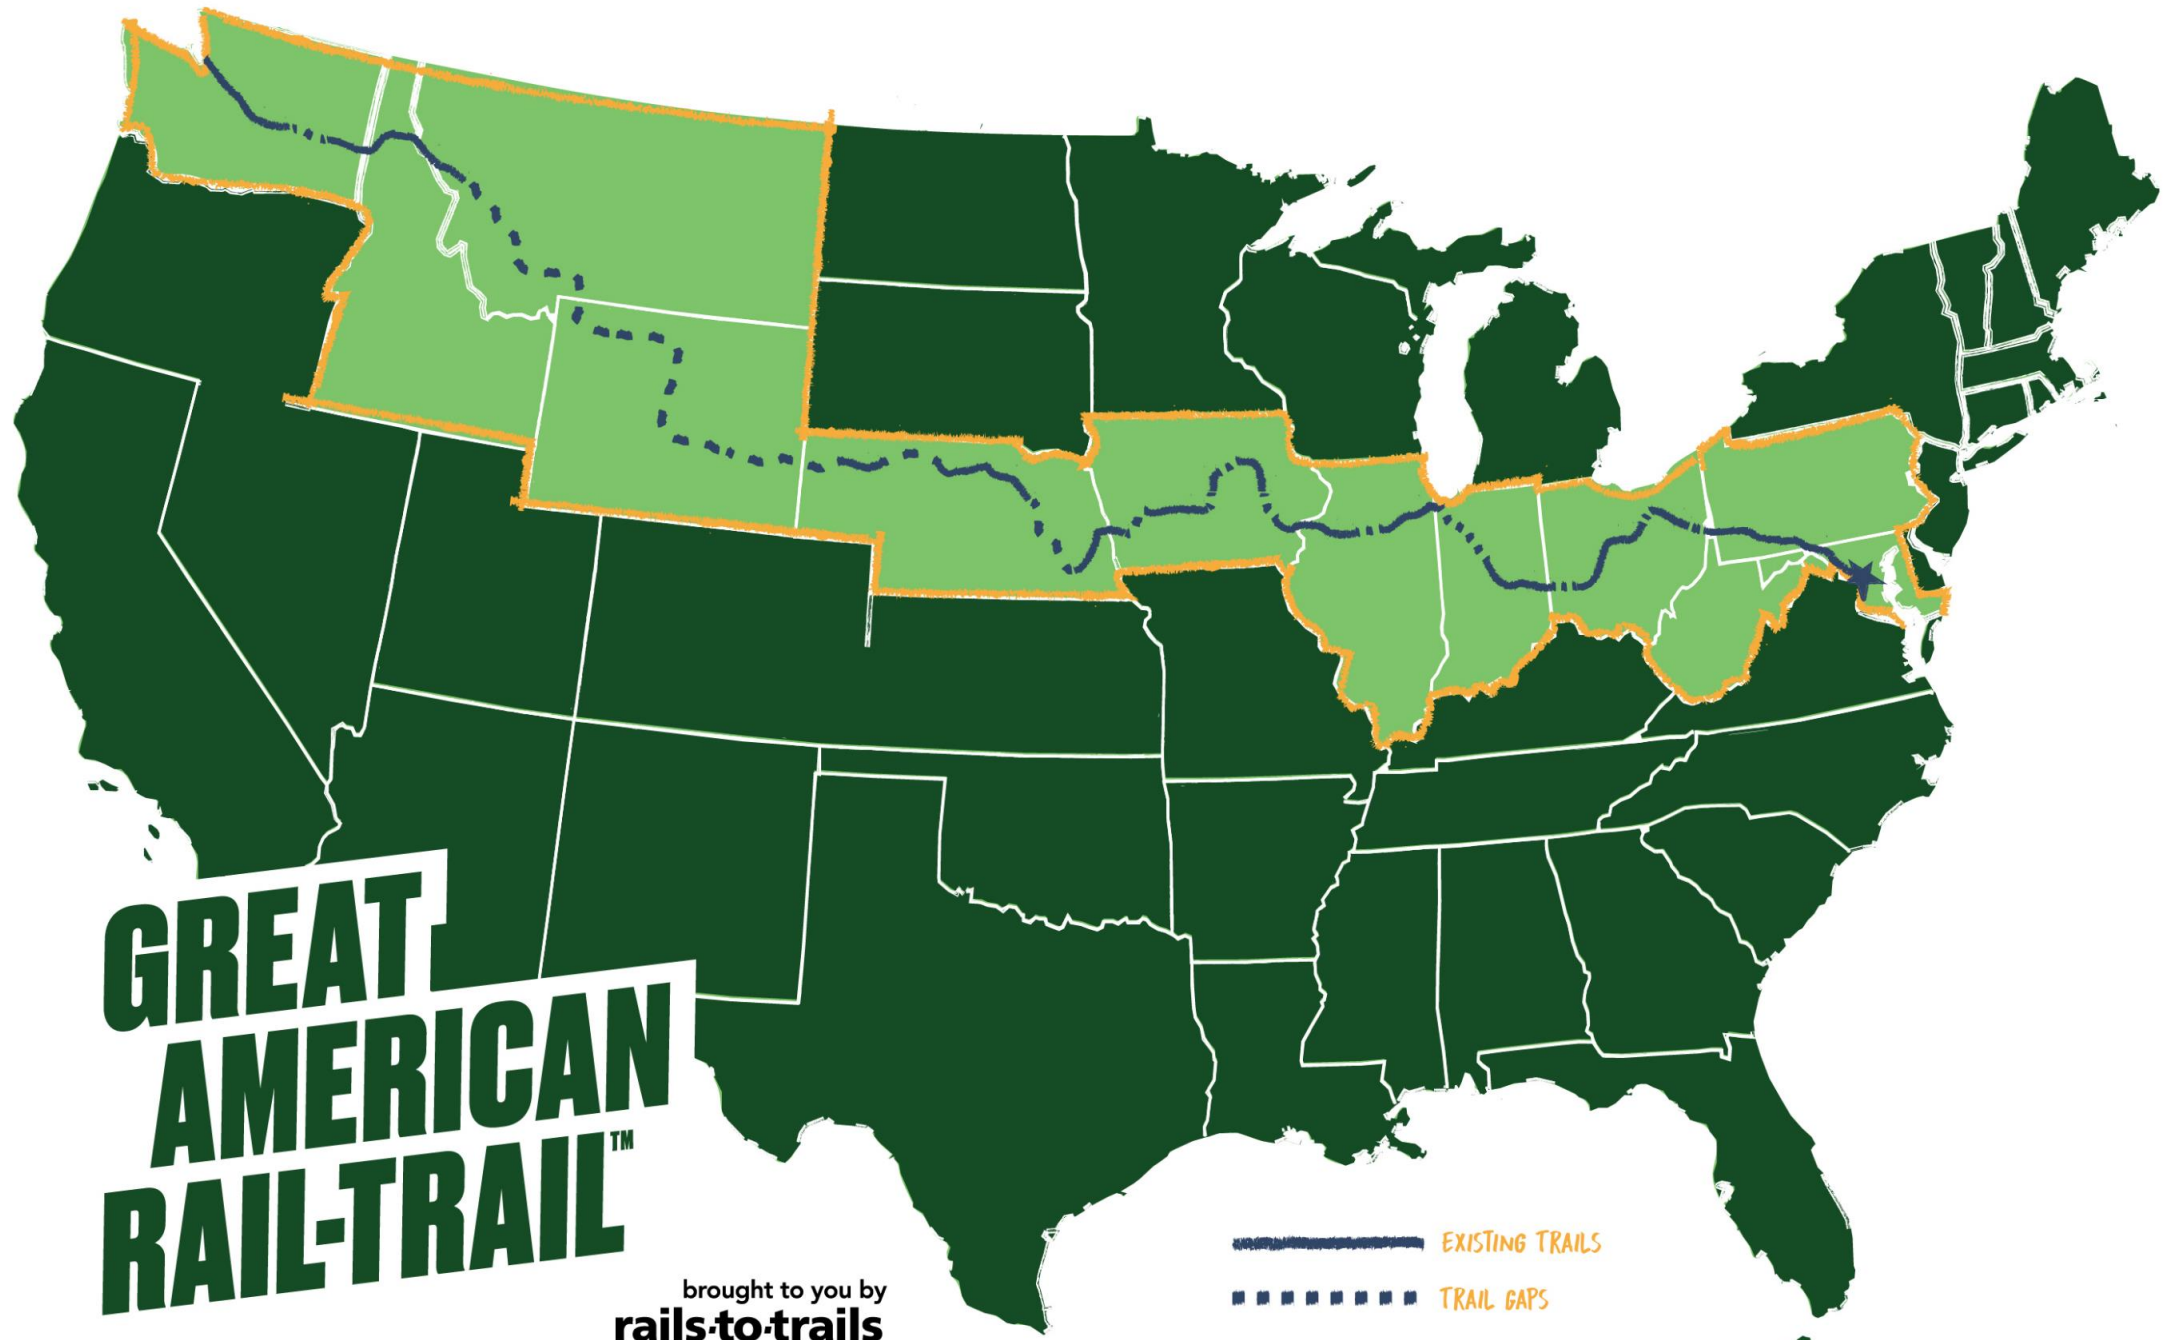 GREAT
AMERICAN
RAIL-TRAIL™
brought to you by
rails·to·trails
EXISTING TRAILS
TRAIL GAPS